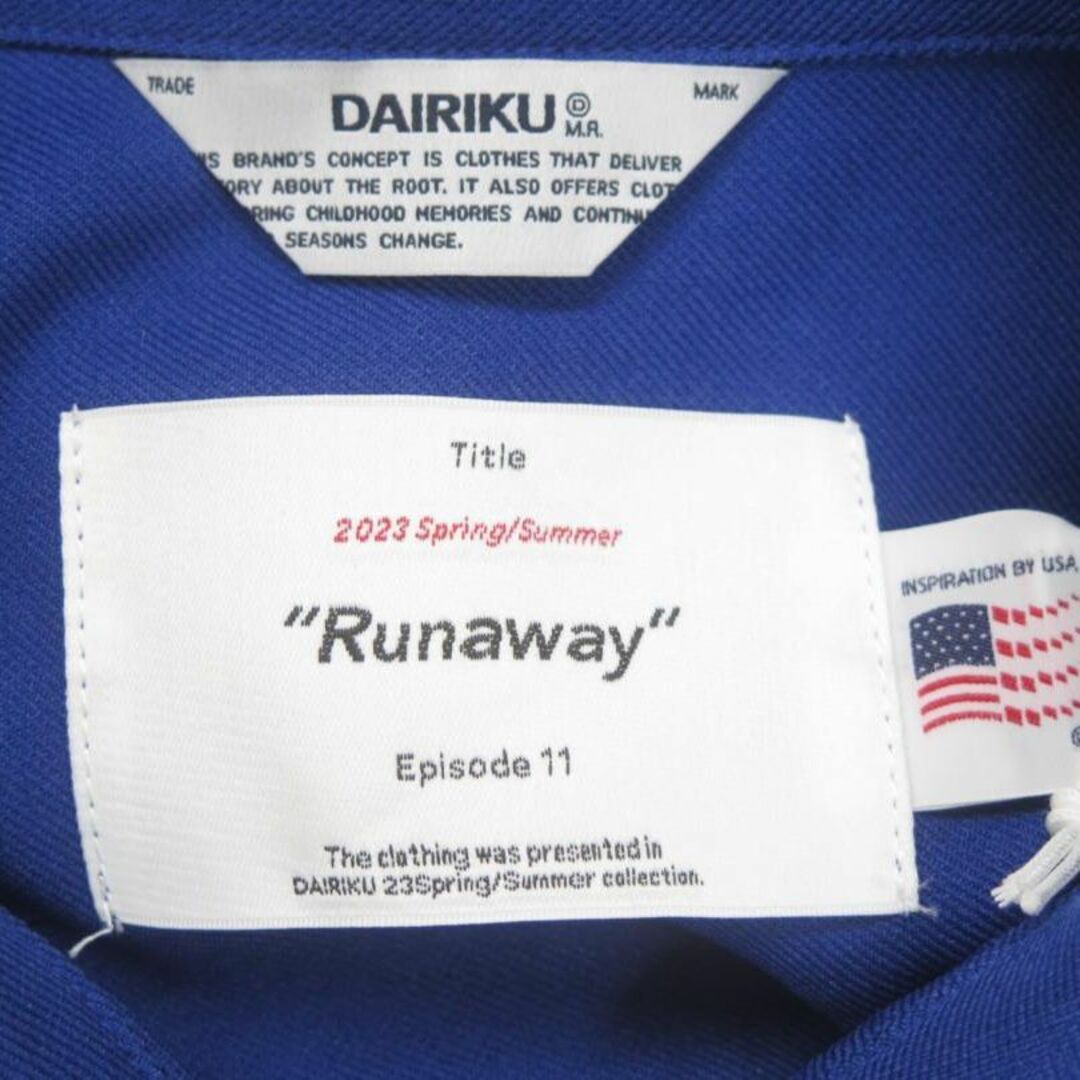 TRADE
MARK
DAIRIKU Ⓓ
M.R.
BRAND'S CONCEPT IS CLOTHES THAT DELIVER
ABOUT THE ROOT. IT ALSO OFFERS
CHILDHOOD MEMORIES AND
SEASONS CHANGE.
Title
2023 Spring/Summer
"Runaway"
Episode 11
The clothing was presented in
DAIRIKU 23Spring/Summer collection.
INSPIRATION BY USA,